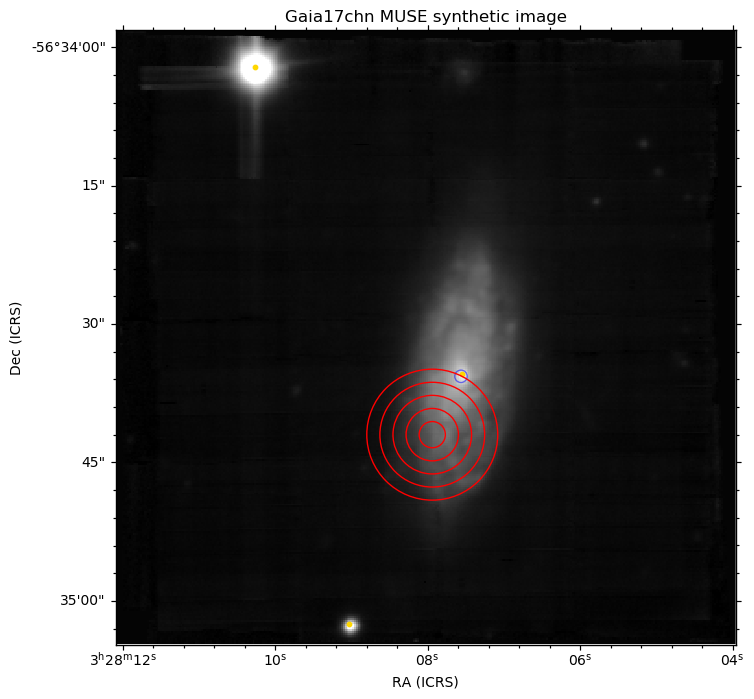 Gaia17chn MUSE synthetic image
-56°34'00"
15"
30"
45"
35'00"
Dec (ICRS)
3ʰ28ᵐ12ˢ 10ˢ 08ˢ 06ˢ 04ˢ
RA (ICRS)